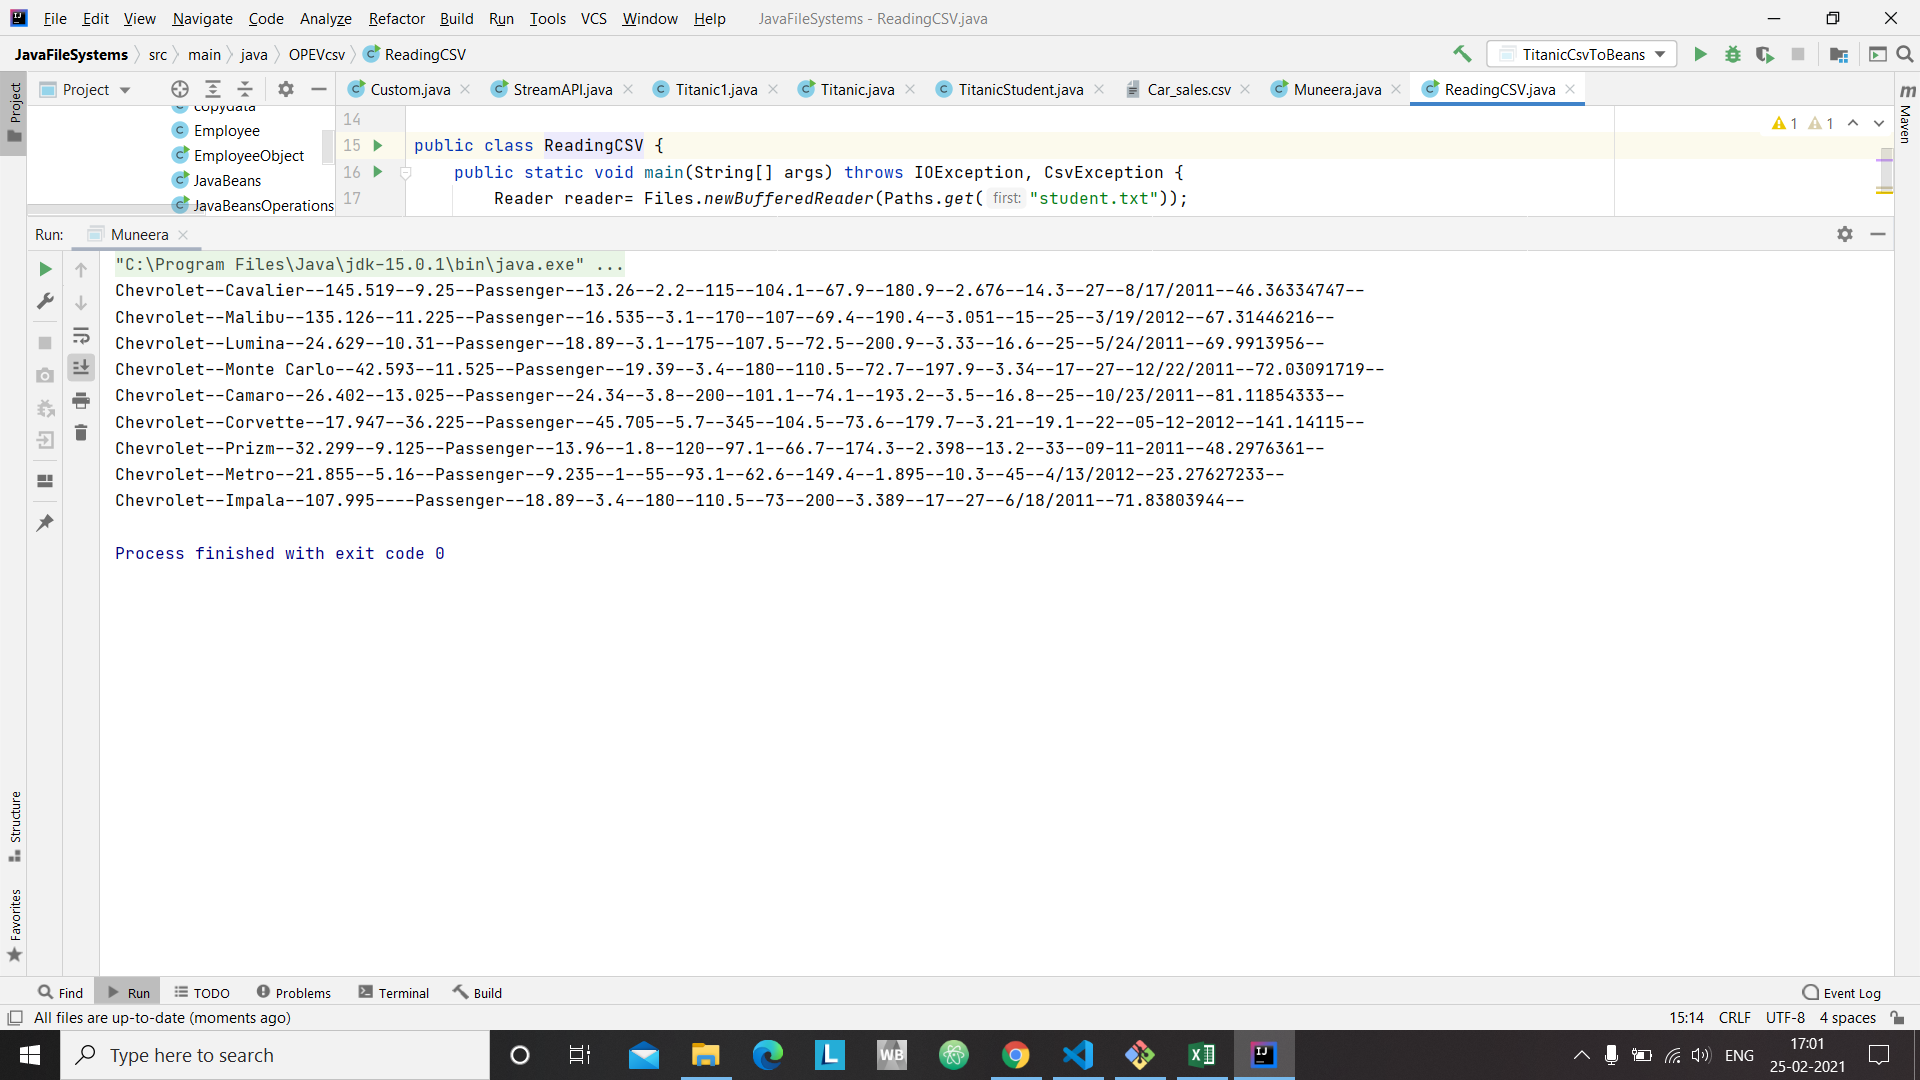 File Edit View Navigate Code Analyze Refactor Build Run Tools VCS Window Help JavaFileSystems - ReadingCSV.java
JavaFileSystems src main java OPEVcsv ReadingCSV TitanicCsvToBeans
Project Custom.java StreamAPI.java Titanic1.java Titanic.java TitanicStudent.java Car_sales.csv Muneera.java ReadingCSV.java
Project
Maven
copydata
Employee
EmployeeObject
JavaBeans
JavaBeansOperations
14
1 1
15 public class ReadingCSV {
16 public static void main(String[] args) throws IOException, CsvException {
17 Reader reader= Files.newBufferedReader(Paths.get( first: "student.txt"));
Run: Muneera
"C:\Program Files\Java\jdk-15.0.1\bin\java.exe" ...
Chevrolet--Cavalier--145.519--9.25--Passenger--13.26--2.2--115--104.1--67.9--180.9--2.676--14.3--27--8/17/2011--46.36334747--
Chevrolet--Malibu--135.126--11.225--Passenger--16.535--3.1--170--107--69.4--190.4--3.051--15--25--3/19/2012--67.31446216--
Chevrolet--Lumina--24.629--10.31--Passenger--18.89--3.1--175--107.5--72.5--200.9--3.33--16.6--25--5/24/2011--69.9913956--
Chevrolet--Monte Carlo--42.593--11.525--Passenger--19.39--3.4--180--110.5--72.7--197.9--3.34--17--27--12/22/2011--72.03091719--
Chevrolet--Camaro--26.402--13.025--Passenger--24.34--3.8--200--101.1--74.1--193.2--3.5--16.8--25--10/23/2011--81.11854333--
Chevrolet--Corvette--17.947--36.225--Passenger--45.705--5.7--345--104.5--73.6--179.7--3.21--19.1--22--05-12-2012--141.14115--
Chevrolet--Prizm--32.299--9.125--Passenger--13.96--1.8--120--97.1--66.7--174.3--2.398--13.2--33--09-11-2011--48.2976361--
Chevrolet--Metro--21.855--5.16--Passenger--9.235--1--55--93.1--62.6--149.4--1.895--10.3--45--4/13/2012--23.27627233--
Chevrolet--Impala--107.995----Passenger--18.89--3.4--180--110.5--73--200--3.389--17--27--6/18/2011--71.83803944--
Process finished with exit code 0
Structure
Favorites
Find Run TODO Problems Terminal Build Event Log
All files are up-to-date (moments ago) 15:14 CRLF UTF-8 4 spaces
Type here to search L WB IJ ENG 17:01
25-02-2021